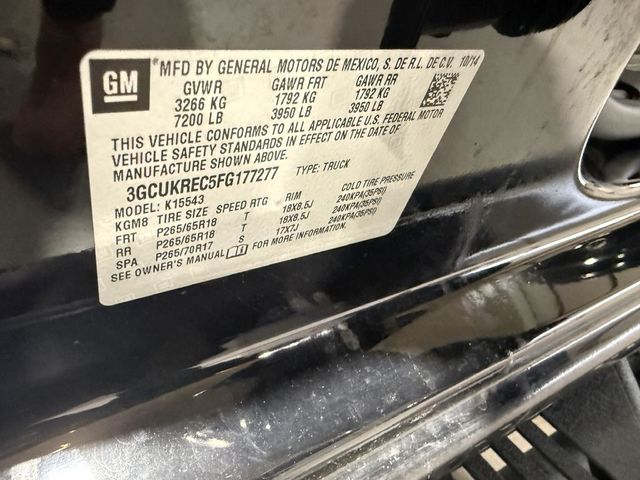 GM
MFD BY GENERAL MOTORS DE MEXICO, S. DE R.L. DE C.V. 10/14
GVWR GAWR FRT GAWR RR
3266 KG 1792 KG 1792 KG
7200 LB 3950 LB 3950 LB
THIS VEHICLE CONFORMS TO ALL APPLICABLE U.S. FEDERAL MOTOR
VEHICLE SAFETY STANDARDS IN EFFECT ON THE DATE OF
MANUFACTURE SHOWN ABOVE.
3GCUKREC5FG177277 TYPE: TRUCK
MODEL: K15543
KGM8 TIRE SIZE SPEED RTG RIM COLD TIRE PRESSURE
FRT P265/65R18 T 18X8.5J 240KPA(35PSI)
RR P265/65R18 T 18X8.5J 240KPA(35PSI)
SPA P265/70R17 S 17X7J 240KPA(35PSI)
SEE OWNER'S MANUAL FOR MORE INFORMATION.